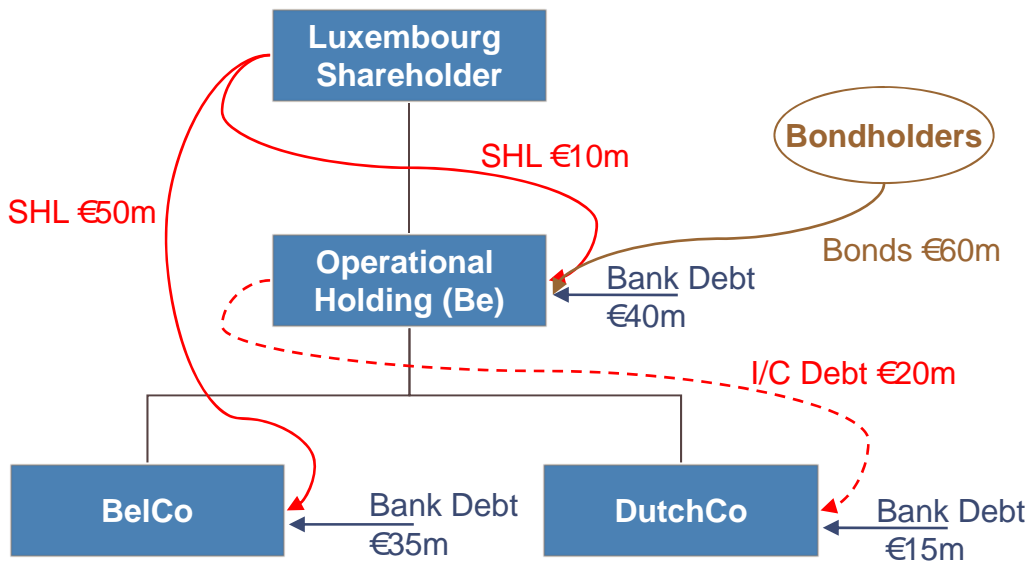 Luxembourg
Shareholder
Bondholders
SHL €10m
SHL €50m
Bonds €60m
Operational
Holding (Be)
Bank Debt
€40m
I/C Debt €20m
BelCo
Bank Debt
€35m
DutchCo
Bank Debt
€15m